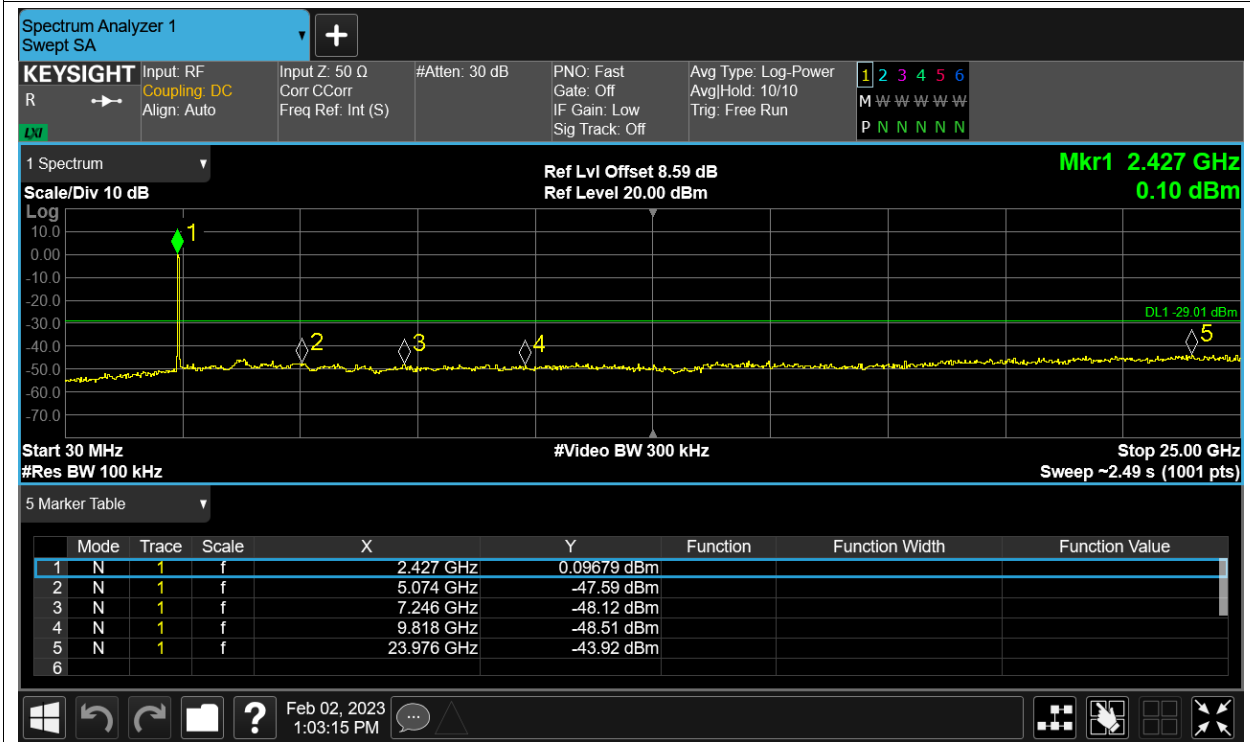 Spectrum Analyzer 1
Swept SA
+
KEYSIGHT
R
LXI
Input: RF
Coupling: DC
Align: Auto
Input Z: 50 Ω
Corr CCorr
Freq Ref: Int (S)
#Atten: 30 dB
PNO: Fast
Gate: Off
IF Gain: Low
Sig Track: Off
Avg Type: Log-Power
Avg|Hold: 10/10
Trig: Free Run
1 2 3 4 5 6
M W W W W W
P N N N N N
1 Spectrum
Scale/Div 10 dB
Ref Lvl Offset 8.59 dB
Ref Level 20.00 dBm
Mkr1 2.427 GHz
0.10 dBm
Log
10.0
0.00
-10.0
-20.0
-30.0
-40.0
-50.0
-60.0
-70.0
1
2
3
4
5
DL1 -29.01 dBm
Start 30 MHz
#Video BW 300 kHz
Stop 25.00 GHz
#Res BW 100 kHz
Sweep ~2.49 s (1001 pts)
5 Marker Table
Mode Trace Scale X Y Function Function Width Function Value
1 N 1 f 2.427 GHz 0.09679 dBm
2 N 1 f 5.074 GHz -47.59 dBm
3 N 1 f 7.246 GHz -48.12 dBm
4 N 1 f 9.818 GHz -48.51 dBm
5 N 1 f 23.976 GHz -43.92 dBm
6
?
Feb 02, 2023
1:03:15 PM